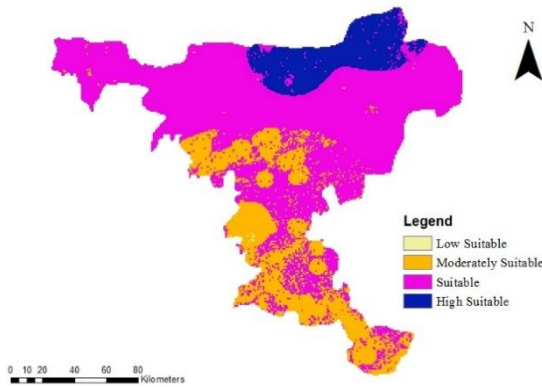 N
Legend
Low Suitable
Moderately Suitable
Suitable
High Suitable
0 10 20 40 60 80
Kilometers